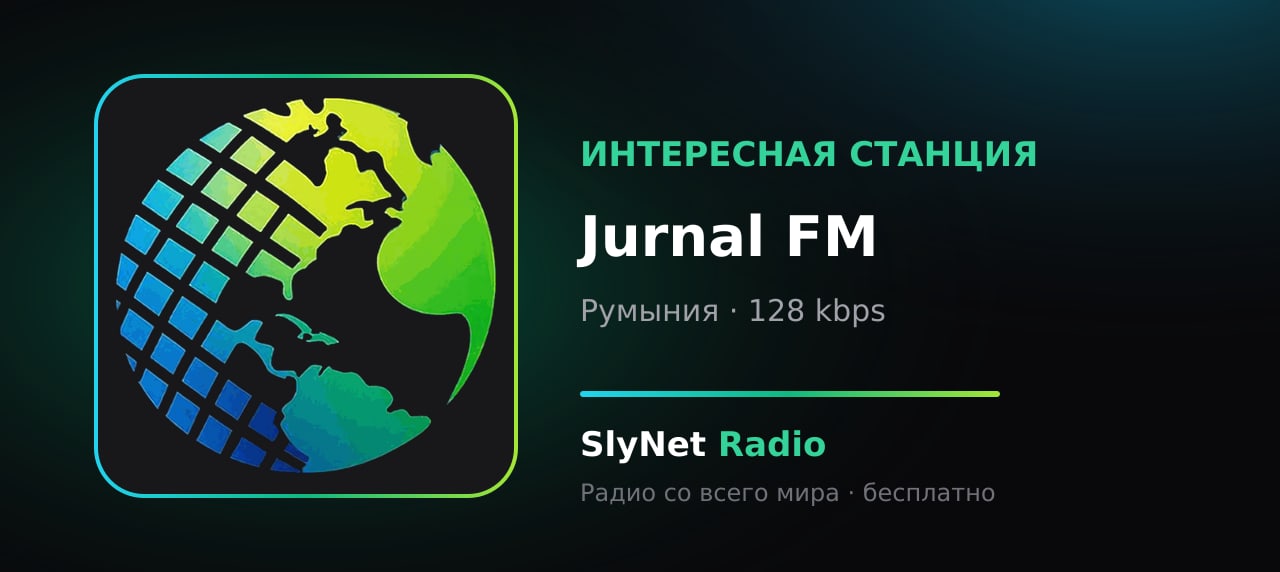 ИНТЕРЕСНАЯ СТАНЦИЯ
Jurnal FM
Румыния · 128 kbps
SlyNet Radio
Радио со всего мира · бесплатно